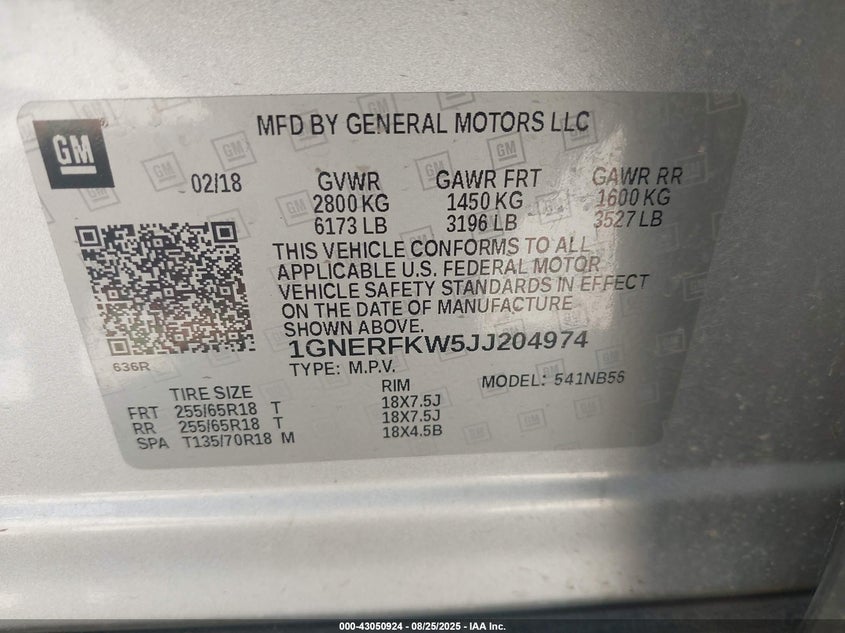 GM
MFD BY GENERAL MOTORS LLC
02/18 GVWR GAWR FRT GAWR RR
2800 KG 1450 KG 1600 KG
6173 LB 3196 LB 3527 LB
THIS VEHICLE CONFORMS TO ALL
APPLICABLE U.S. FEDERAL MOTOR
VEHICLE SAFETY STANDARDS IN EFFECT
ON THE DATE OF MANUFACTURE
SHOWN ABOVE.
1GNERFKW5JJ204974
636R
TYPE: M.P.V. MODEL: 541NB56
TIRE SIZE RIM
FRT 255/65R18 T 18X7.5J
RR 255/65R18 T 18X7.5J
SPA T135/70R18 M 18X4.5B
000-43050924 - 08/25/2025 - IAA Inc.